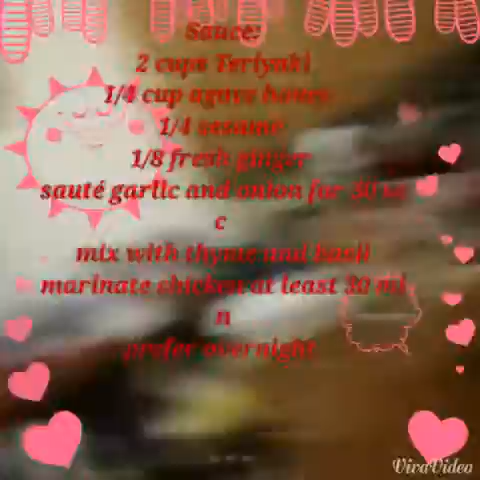 Sauce:
2 cups Teriyaki
1/4 cup agave honey
1/4 sesame
1/8 fresh ginger
sauté garlic and onion for 30 se
c
mix with thyme and basil
marinate chicken at least 30 mi
n
prefer overnight
VivaVideo